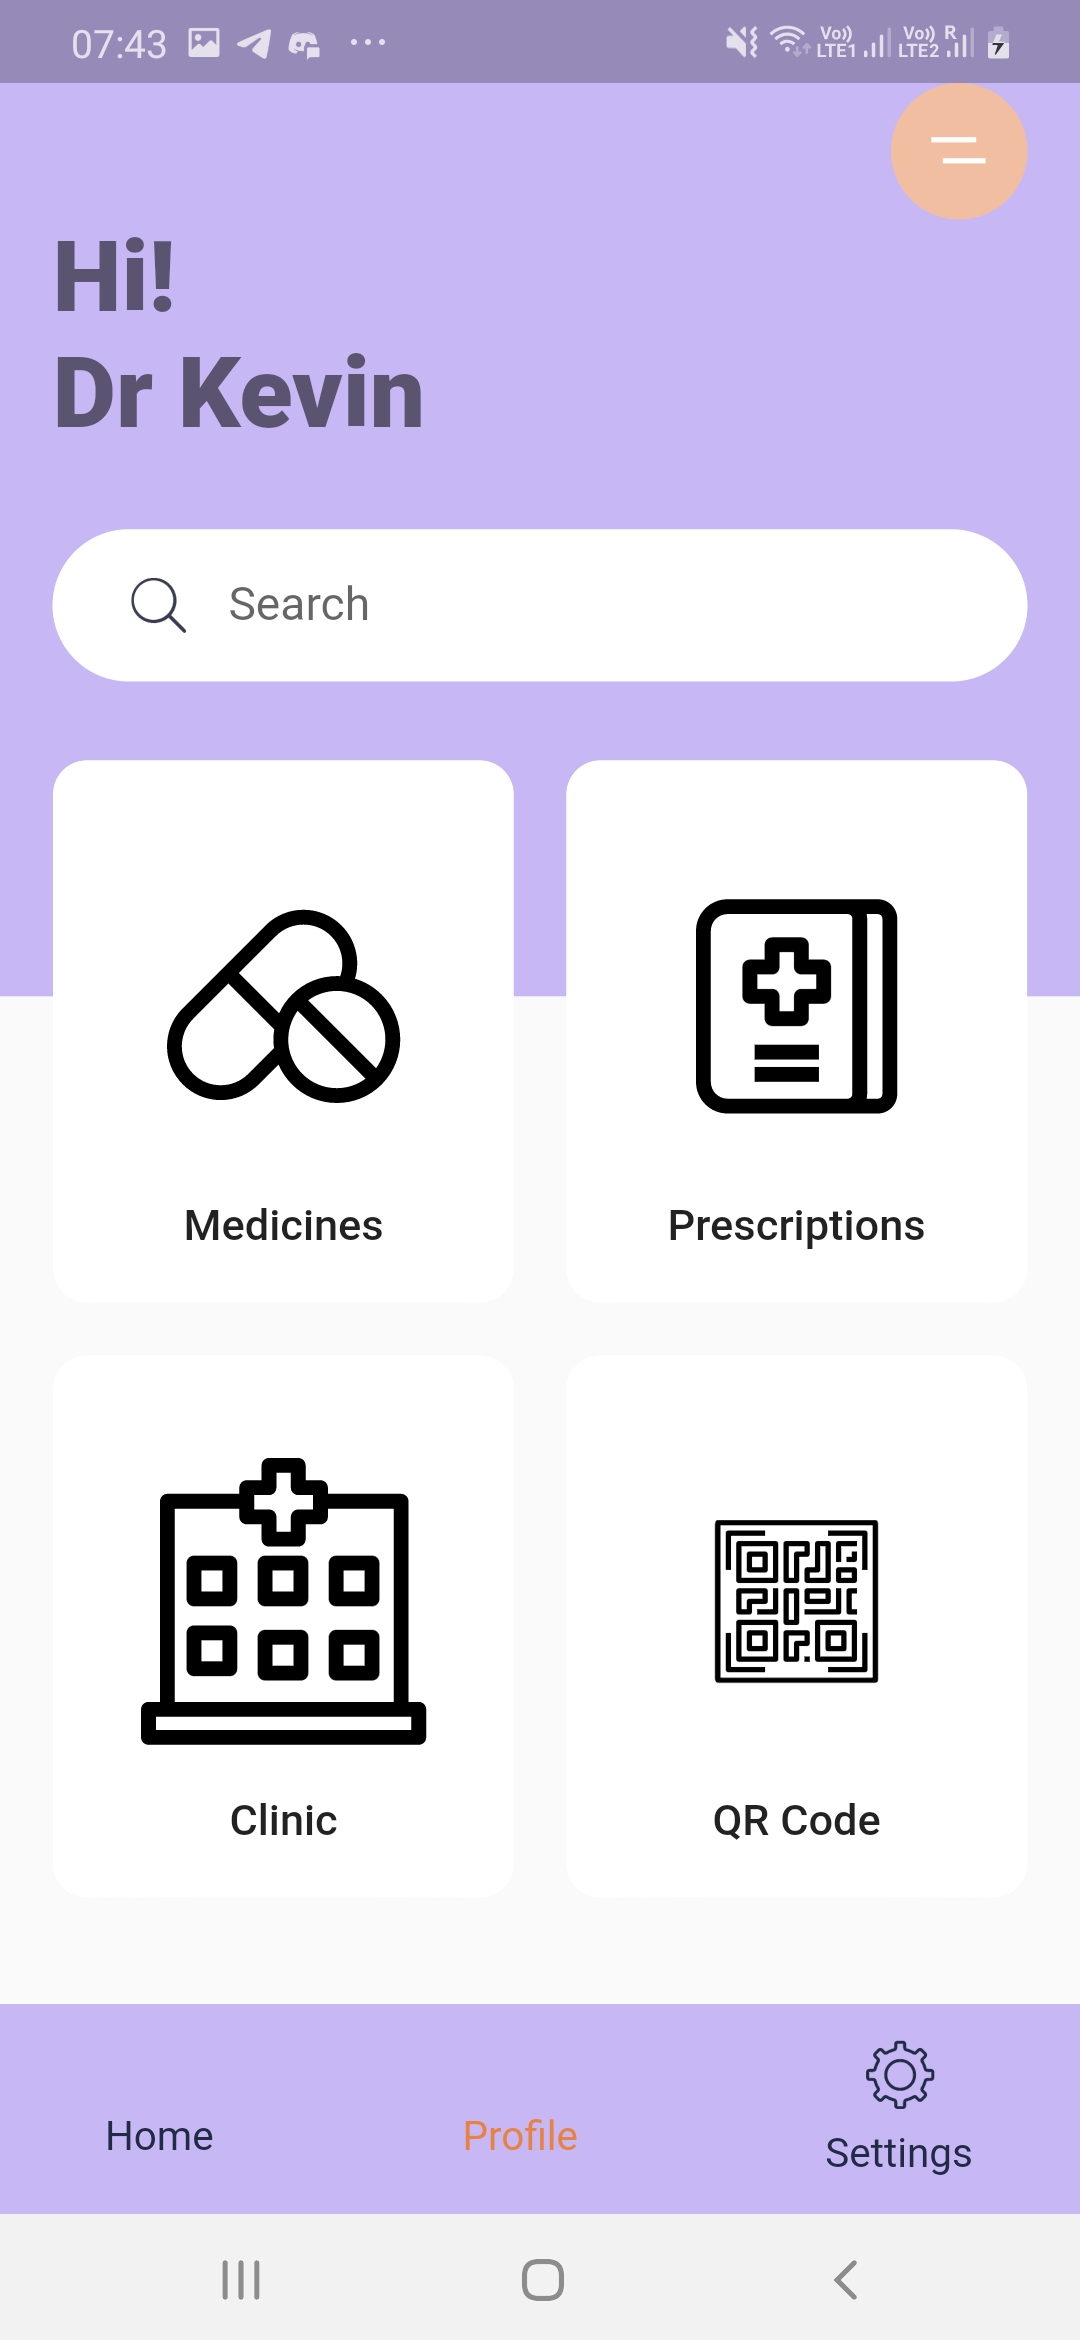 07:43
Vo)) LTE1 Vo)) LTE2 R
Hi!
Dr Kevin
Search
Medicines
Prescriptions
Clinic
QR Code
Home
Profile
Settings